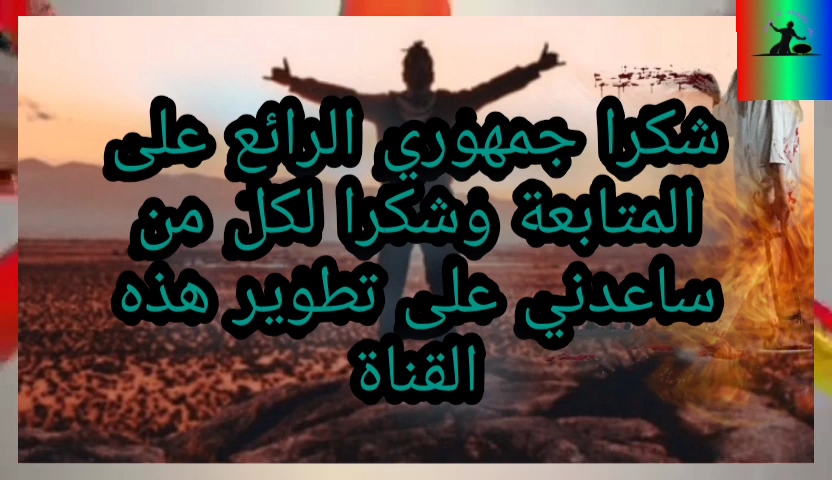 شكرا جمهوري الرائع على
المتابعة وشكرا لكل من
ساعدني على تطوير هذه
القناة